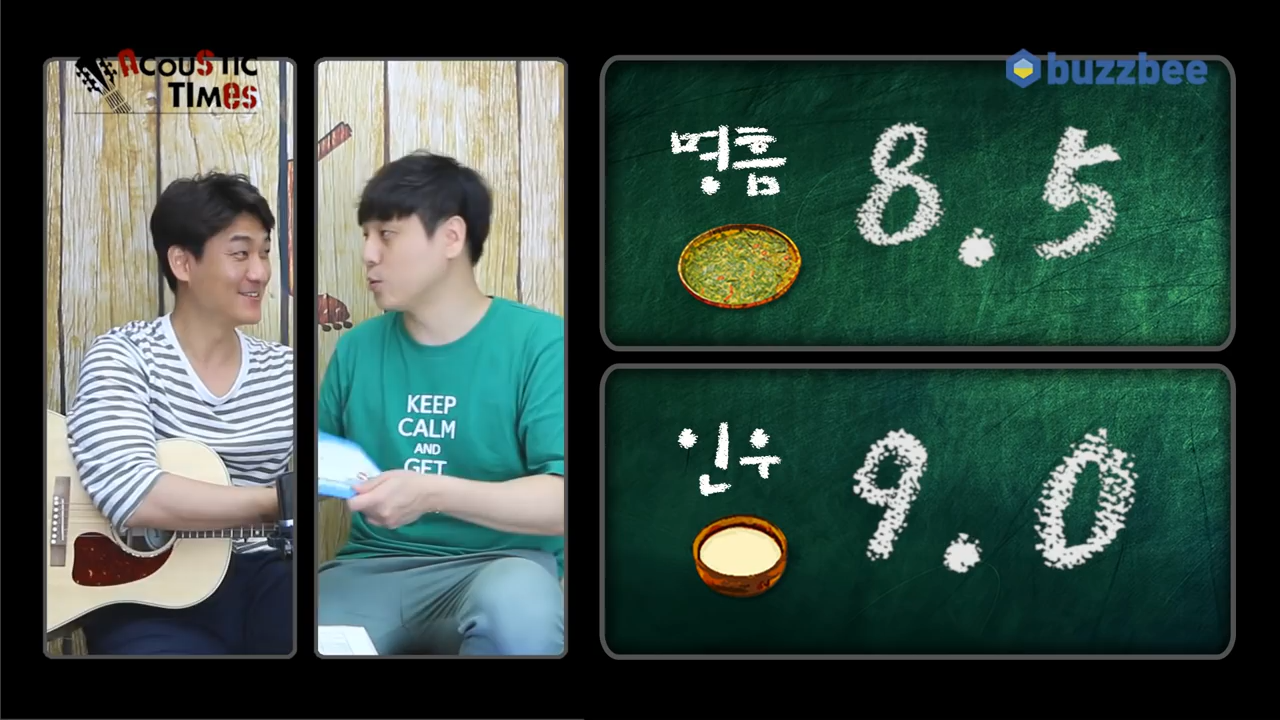 ACOUSTIC
TIMES
KEEP
CALM
AND
GET
buzzbee
명흠
8.5
인우
9.0